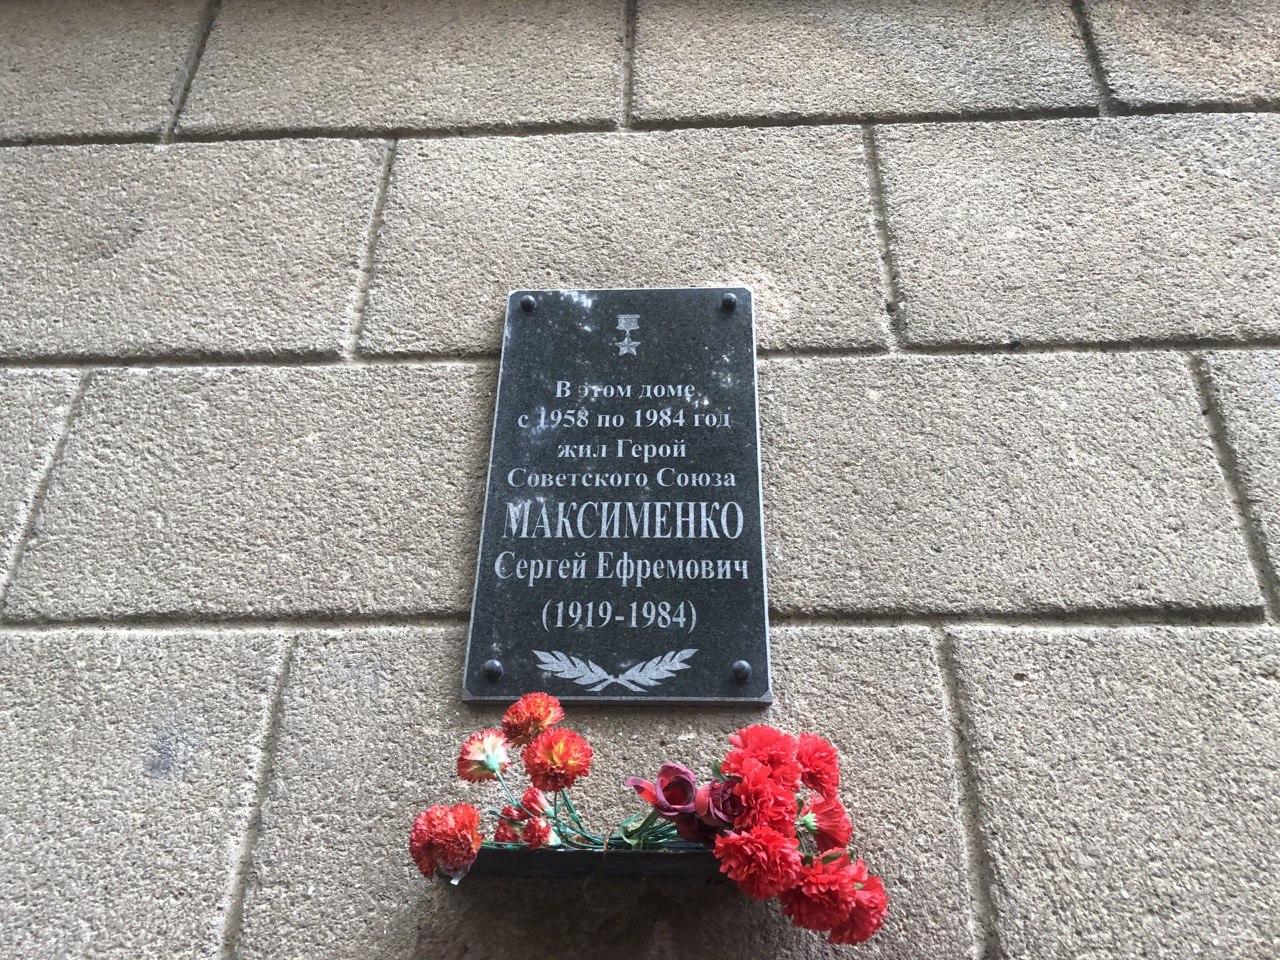 В этом доме
с 1958 по 1984 год
жил Герой
Советского Союза
МАКСИМЕНКО
Сергей Ефремович
(1919-1984)